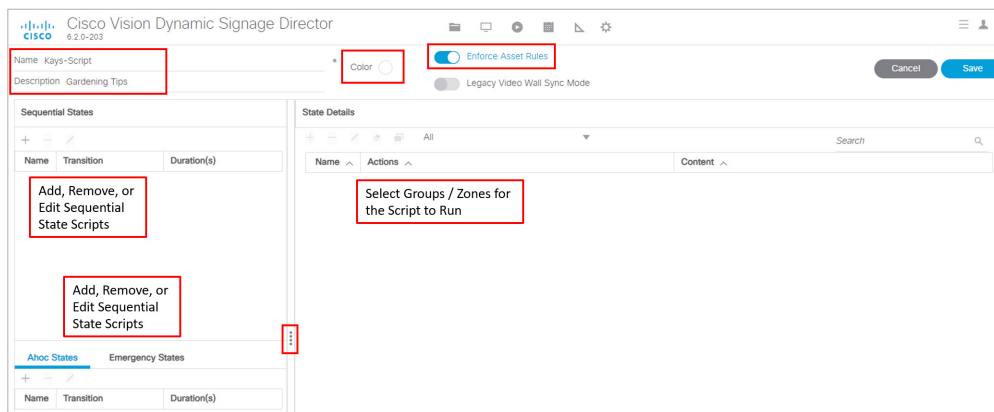 Cisco Vision Dynamic Signage Director
CISCO 6.2.0-203
Name Kays-Script *
Description Gardening Tips
Color
Enforce Asset Rules
Legacy Video Wall Sync Mode
Cancel
Save
Sequential States
Name Transition Duration(s)
Add, Remove, or
Edit Sequential
State Scripts
Add, Remove, or
Edit Sequential
State Scripts
Ahoc States Emergency States
Name Transition Duration(s)
State Details
All
Search
Name Actions Content
Select Groups / Zones for
the Script to Run